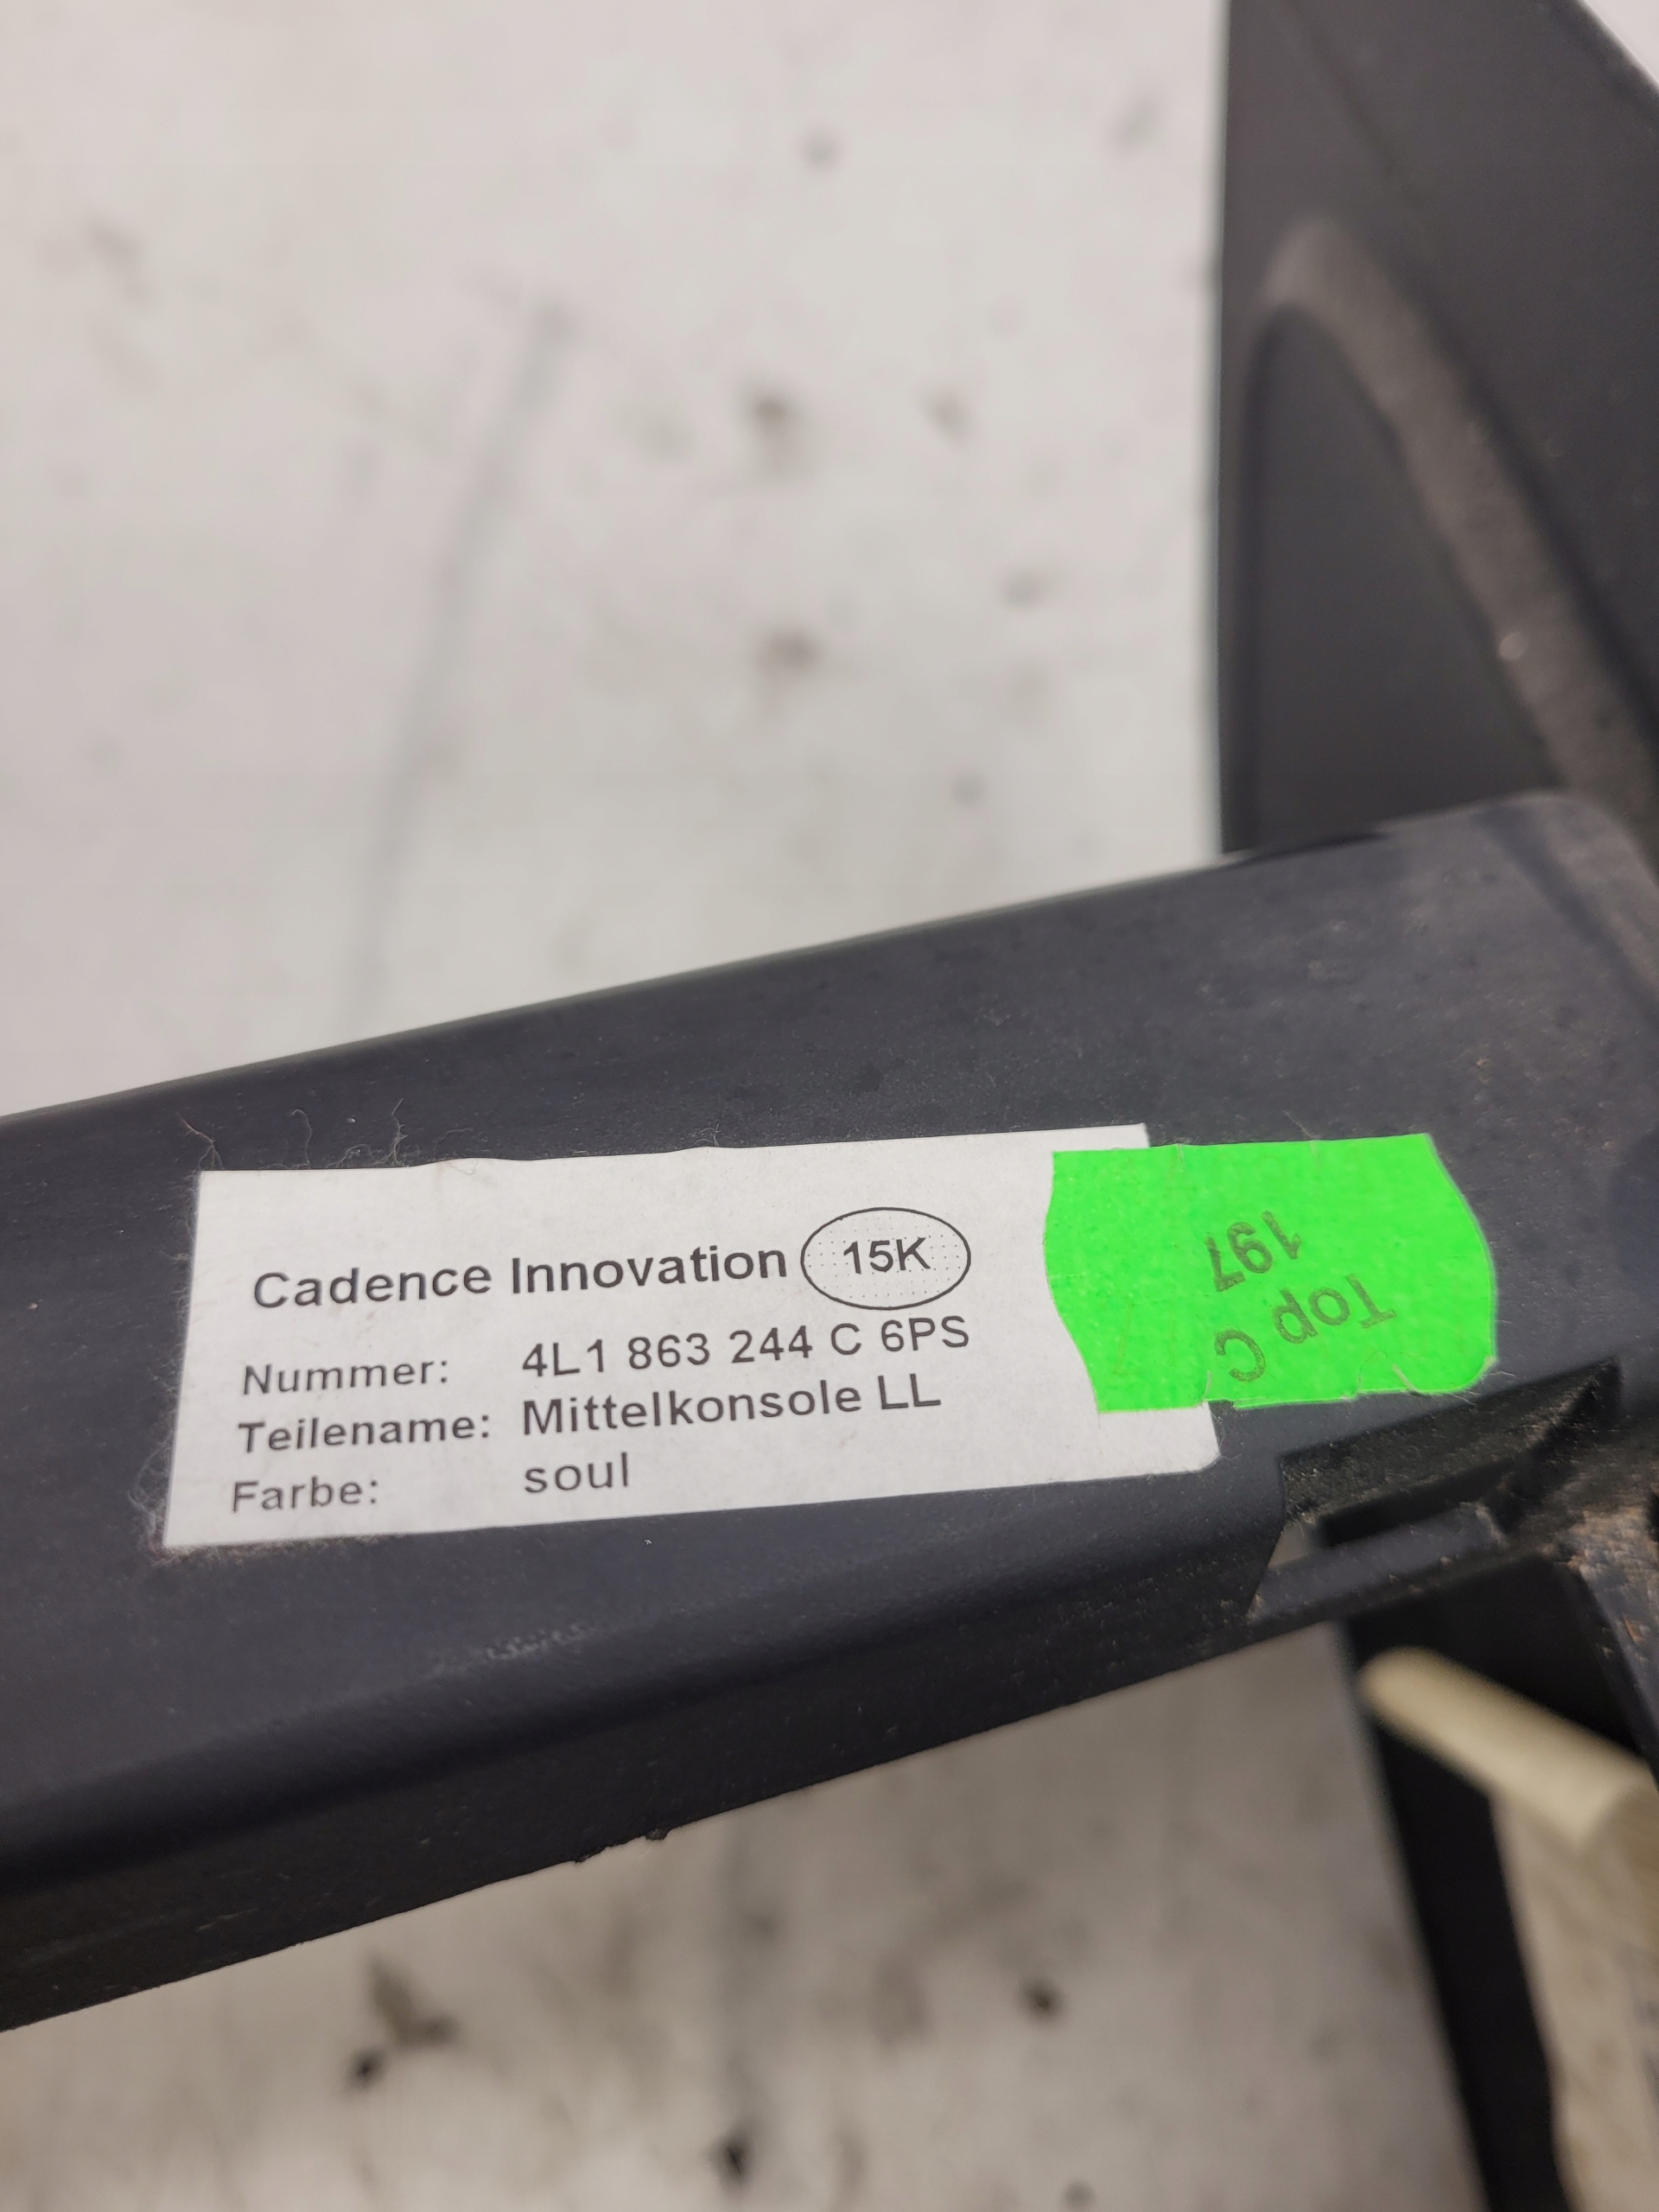 Cadence Innovation 15K
Nummer: 4L1 863 244 C 6PS
Teilename: Mittelkonsole LL
Farbe: soul
Top C
197